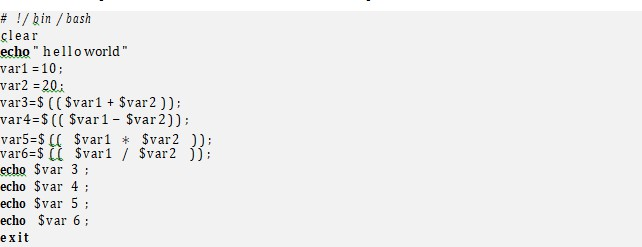 # !/ bin / bash
clear
echo " hello world "
var1 =10;
var2 =20;
var3=$ (( $var1 + $var2 ));
var4=$(( $var1 − $var2));
var5=$ (( $var1 * $var2 ));
var6=$ (( $var1 / $var2 ));
echo $var 3 ;
echo $var 4 ;
echo $var 5 ;
echo $var 6 ;
exit